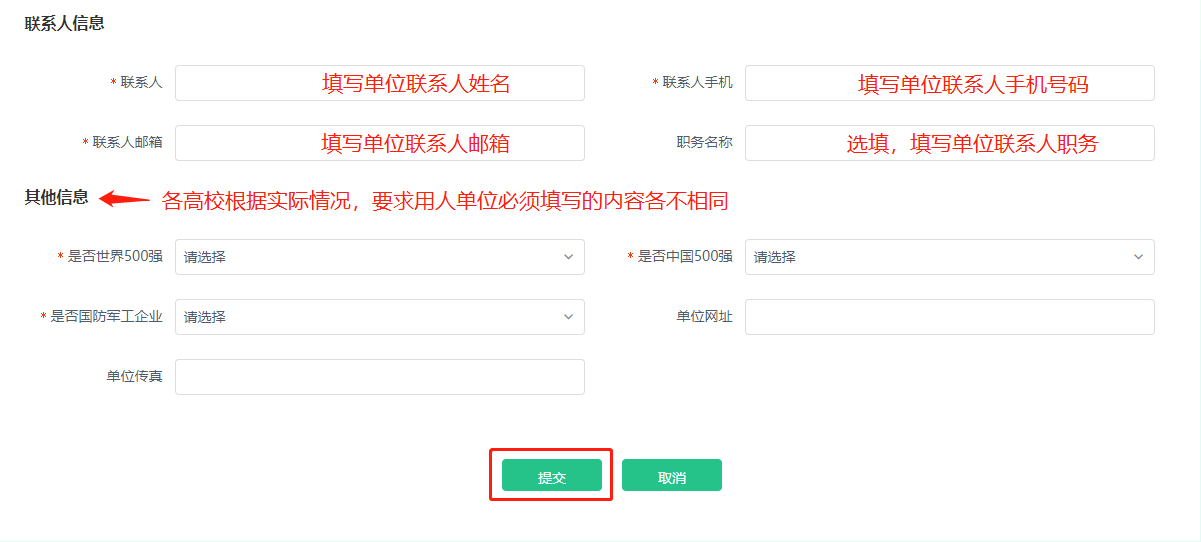 联系人信息
* 联系人 填写单位联系人姓名 * 联系人手机 填写单位联系人手机号码
* 联系人邮箱 填写单位联系人邮箱 职务名称 选填，填写单位联系人职务
其他信息 各高校根据实际情况，要求用人单位必须填写的内容各不相同
* 是否世界500强 请选择 * 是否中国500强 请选择
* 是否国防军工企业 请选择 单位网址
单位传真
提交 取消